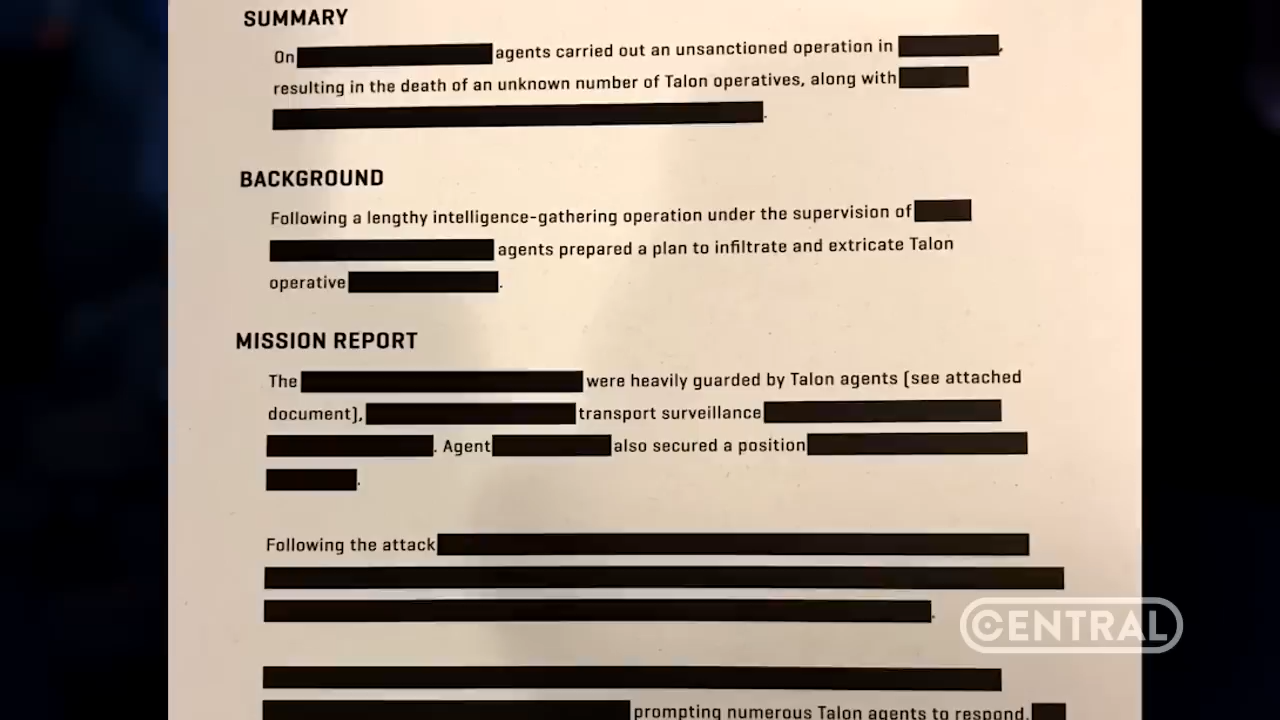 SUMMARY
On agents carried out an unsanctioned operation in ,
resulting in the death of an unknown number of Talon operatives, along with
.
BACKGROUND
Following a lengthy intelligence-gathering operation under the supervision of
agents prepared a plan to infiltrate and extricate Talon
operative .
MISSION REPORT
The were heavily guarded by Talon agents (see attached
document), transport surveillance
. Agent also secured a position
.
Following the attack
.
prompting numerous Talon agents to respond.
CENTRAL